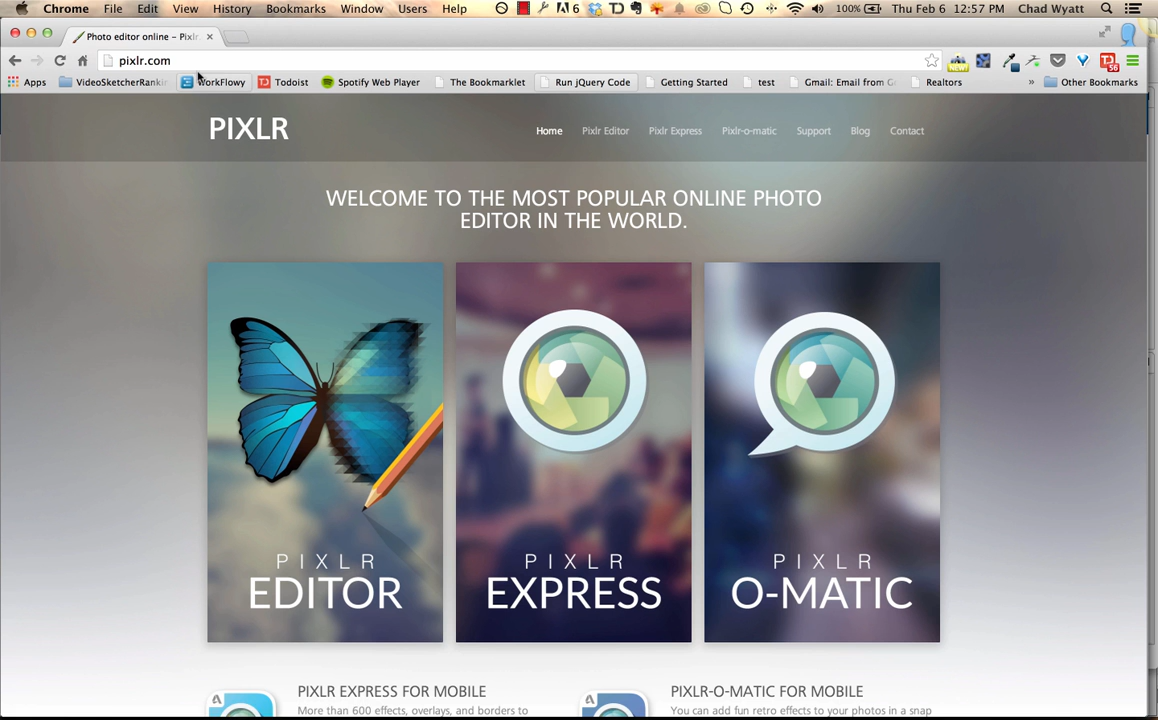 Chrome File Edit View History Bookmarks Window Users Help 6 100% Thu Feb 6 12:57 PM Chad Wyatt
Photo editor online – Pixlr
pixlr.com
NEW
56
Apps VideoSketcherRankin WorkFlowy Todoist Spotify Web Player The Bookmarklet Run jQuery Code Getting Started test Gmail: Email from G Realtors » Other Bookmarks
PIXLR
Home Pixlr Editor Pixlr Express Pixlr-o-matic Support Blog Contact
WELCOME TO THE MOST POPULAR ONLINE PHOTO
EDITOR IN THE WORLD.
PIXLR
EDITOR
PIXLR
EXPRESS
PIXLR
O-MATIC
PIXLR EXPRESS FOR MOBILE
More than 600 effects, overlays, and borders to
PIXLR-O-MATIC FOR MOBILE
You can add fun retro effects to your photos in a snap